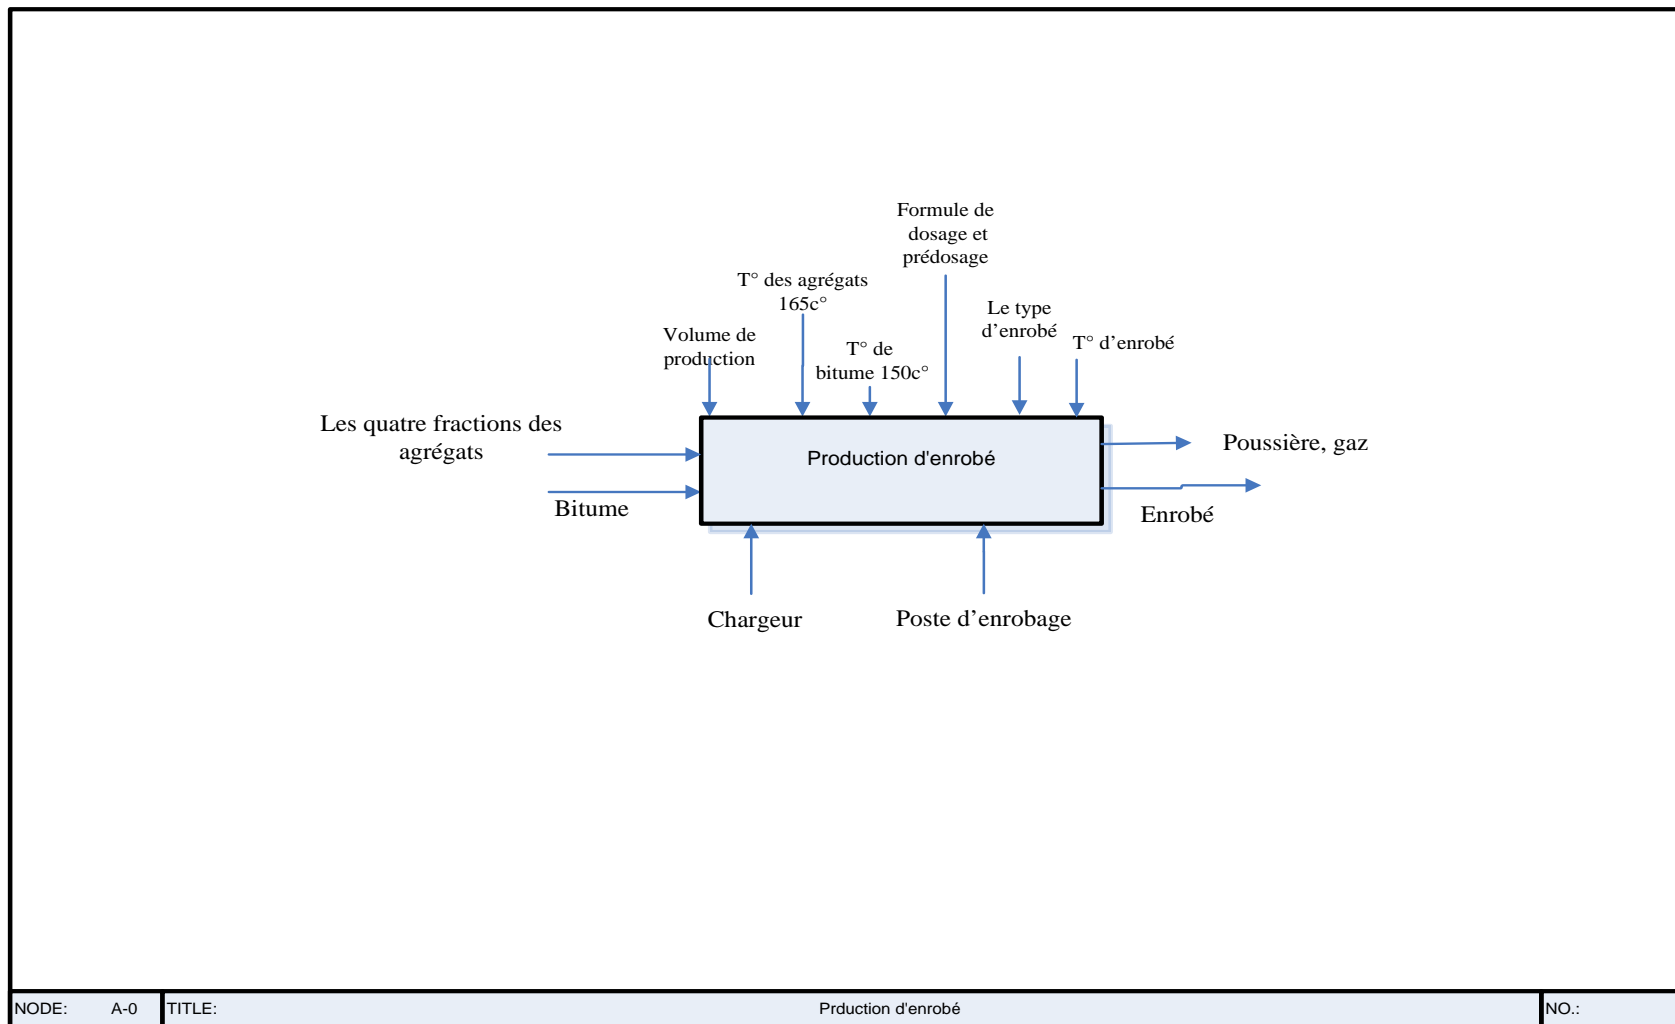 Formule de
dosage et
prédosage
T° des agrégats
165c°
Le type
d’enrobé
Volume de
production
T° de
bitume 150c°
T° d’enrobé
Les quatre fractions des
agrégats
Bitume
Production d'enrobé
Poussière, gaz
Enrobé
Chargeur
Poste d’enrobage
NODE: A-0
TITLE: Prduction d'enrobé
NO.: